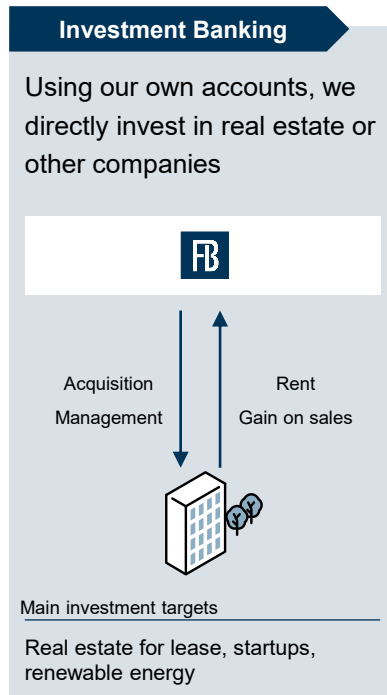 Investment Banking
Using our own accounts, we
directly invest in real estate or
other companies
FB
Acquisition
Rent
Management
Gain on sales
Main investment targets
Real estate for lease, startups,
renewable energy